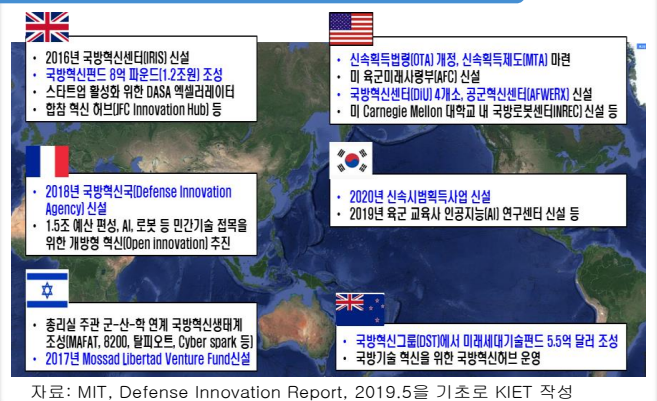 • 2016년 국방혁신센터(IRIS) 신설
• 국방혁신펀드 8억 파운드(1.2조원) 조성
• 스타트업 활성화 위한 DASA 엑셀러레이터
• 합참 혁신 허브(JFC Innovation Hub) 등
• 신속획득법령(OTA) 개정, 신속획득제도(MTA) 마련
• 미 육군미래사령부(AFC) 신설
• 국방혁신센터(DIU) 4개소, 공군혁신센터(AFWERX) 신설
• 미 Carnegie Mellon 대학교 내 국방로봇센터(NREC) 신설 등
• 2018년 국방혁신국(Defense Innovation
Agency) 신설
• 1.5조 예산 편성, AI, 로봇 등 민간기술 접목을
위한 개방형 혁신(Open innovation) 추진
• 2020년 신속시범획득사업 신설
• 2019년 육군 교육사 인공지능(AI) 연구센터 신설 등
• 총리실 주관 군-산-학 연계 국방혁신생태계
조성(MAFAT, 8200, 탈피오트, Cyber spark 등)
• 2017년 Mossad Libertad Venture Fund신설
• 국방혁신그룹(DST)에서 미래세대기술펀드 5.5억 달러 조성
• 국방기술 혁신을 위한 국방혁신허브 운영
자료: MIT, Defense Innovation Report, 2019.5을 기초로 KIET 작성